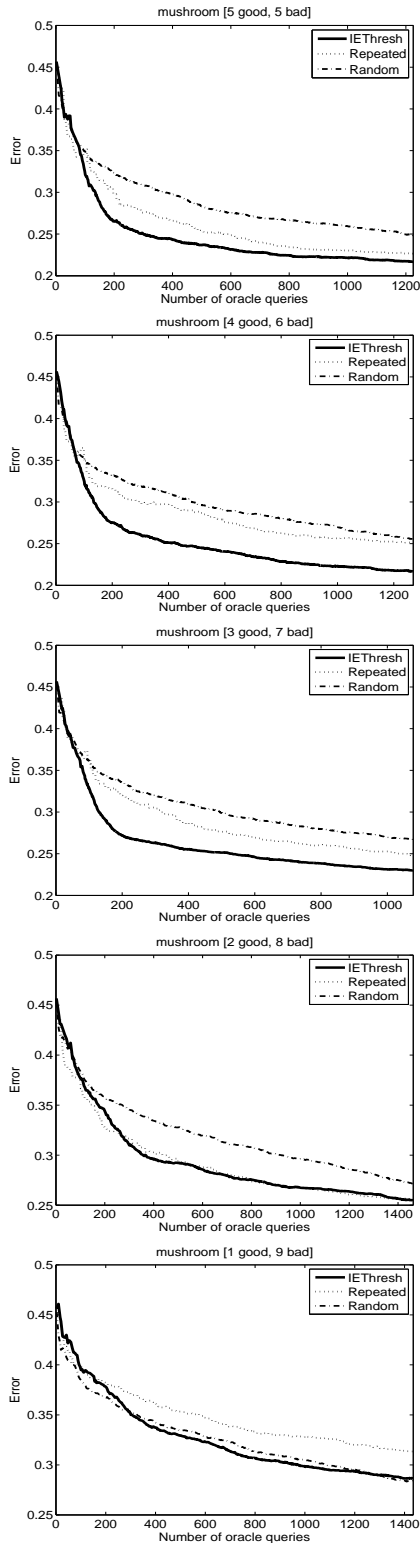 mushroom [5 good, 5 bad]
0.5
0.45
0.4
0.35
0.3
0.25
0.2
Error
IEThresh
Repeated
Random
0 200 400 600 800 1000 1200
Number of oracle queries
mushroom [4 good, 6 bad]
0.5
0.45
0.4
0.35
0.3
0.25
0.2
Error
IEThresh
Repeated
Random
0 200 400 600 800 1000 1200
Number of oracle queries
mushroom [3 good, 7 bad]
0.5
0.45
0.4
0.35
0.3
0.25
0.2
Error
IEThresh
Repeated
Random
0 200 400 600 800 1000
Number of oracle queries
mushroom [2 good, 8 bad]
0.5
0.45
0.4
0.35
0.3
0.25
Error
IEThresh
Repeated
Random
0 200 400 600 800 1000 1200 1400
Number of oracle queries
mushroom [1 good, 9 bad]
0.5
0.45
0.4
0.35
0.3
0.25
Error
IEThresh
Repeated
Random
0 200 400 600 800 1000 1200 1400
Number of oracle queries